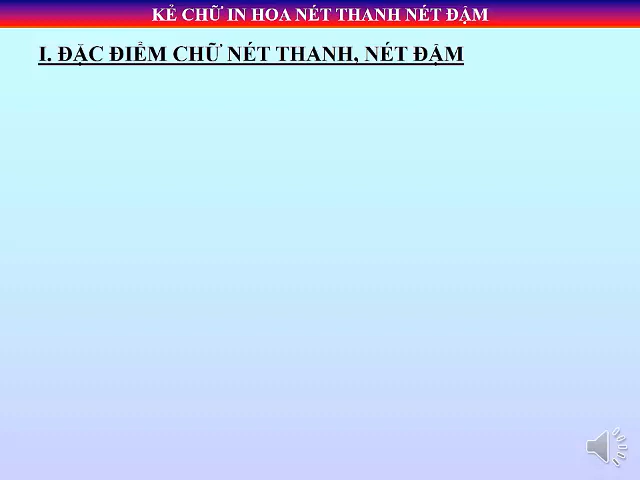 KẺ CHỮ IN HOA NÉT THANH NÉT ĐẬM
I. ĐẶC ĐIỂM CHỮ NÉT THANH, NÉT ĐẬM